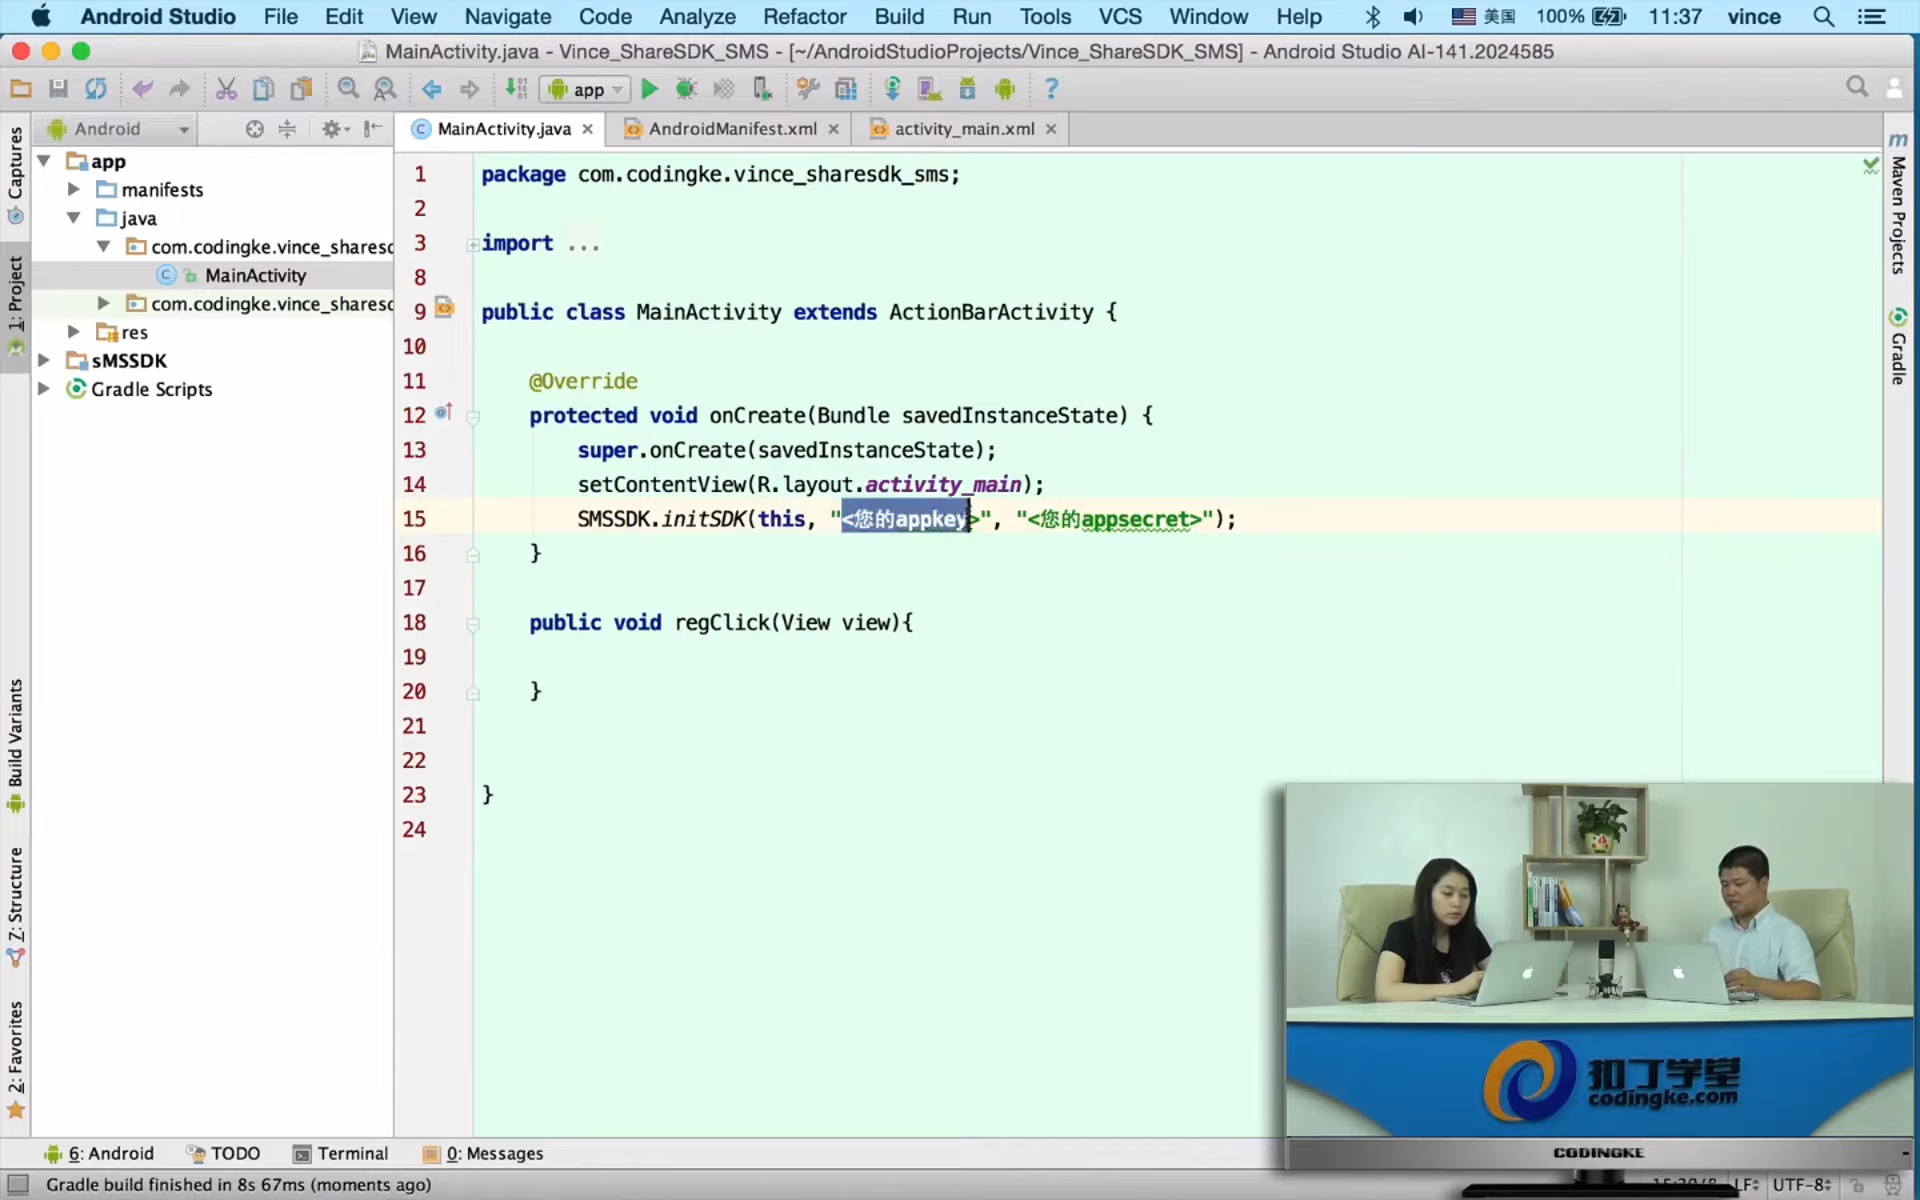 Android Studio File Edit View Navigate Code Analyze Refactor Build Run Tools VCS Window Help 美国 100% 11:37 vince
MainActivity.java - Vince_ShareSDK_SMS - [~/AndroidStudioProjects/Vince_ShareSDK_SMS] - Android Studio AI-141.2024585
app
Android
MainActivity.java AndroidManifest.xml activity_main.xml
Captures
1: Project
Build Variants
7: Structure
2: Favorites
app
manifests
java
com.codingke.vince_sharesd
MainActivity
com.codingke.vince_sharesd
res
sMSSDK
Gradle Scripts
1 package com.codingke.vince_sharesdk_sms;
2
3 import ...
8
9 public class MainActivity extends ActionBarActivity {
10
11 @Override
12 protected void onCreate(Bundle savedInstanceState) {
13 super.onCreate(savedInstanceState);
14 setContentView(R.layout.activity_main);
15 SMSSDK.initSDK(this, "<您的appkey>", "<您的appsecret>");
16 }
17
18 public void regClick(View view){
19
20 }
21
22
23 }
24
Maven Projects
Gradle
扣丁学堂
codingke.com
CODINGKE
6: Android TODO Terminal 0: Messages
Gradle build finished in 8s 67ms (moments ago)
LF UTF-8